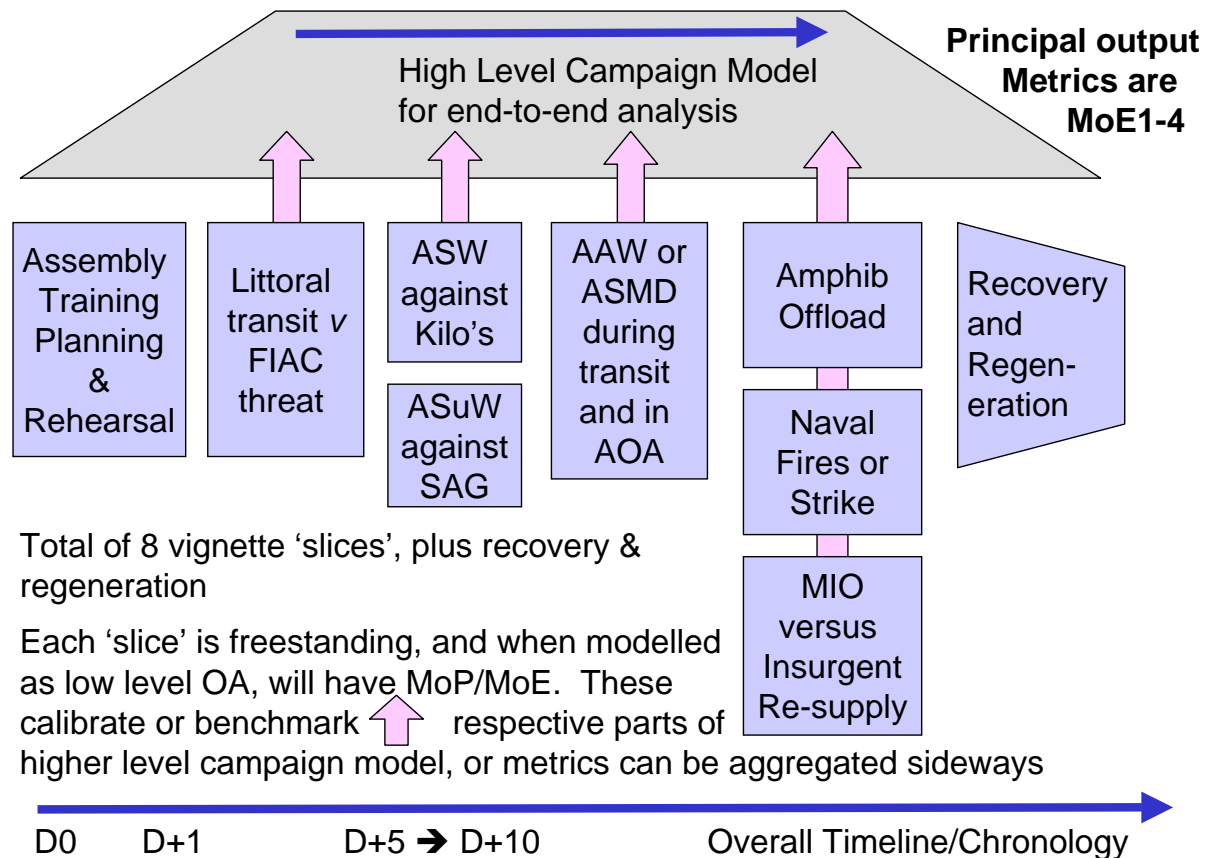 Principal output
Metrics are
MoE1-4
High Level Campaign Model
for end-to-end analysis
Assembly
Training
Planning
&
Rehearsal
Littoral
transit v
FIAC
threat
ASW
against
Kilo's
ASuW
against
SAG
AAW or
ASMD
during
transit
and in
AOA
Amphib
Offload
Naval
Fires or
Strike
MIO
versus
Insurgent
Re-supply
Recovery
and
Regen-
eration
Total of 8 vignette ‘slices’, plus recovery &
regeneration
Each ‘slice’ is freestanding, and when modelled
as low level OA, will have MoP/MoE. These
calibrate or benchmark respective parts of
higher level campaign model, or metrics can be aggregated sideways
D0 D+1 D+5 ➔ D+10 Overall Timeline/Chronology